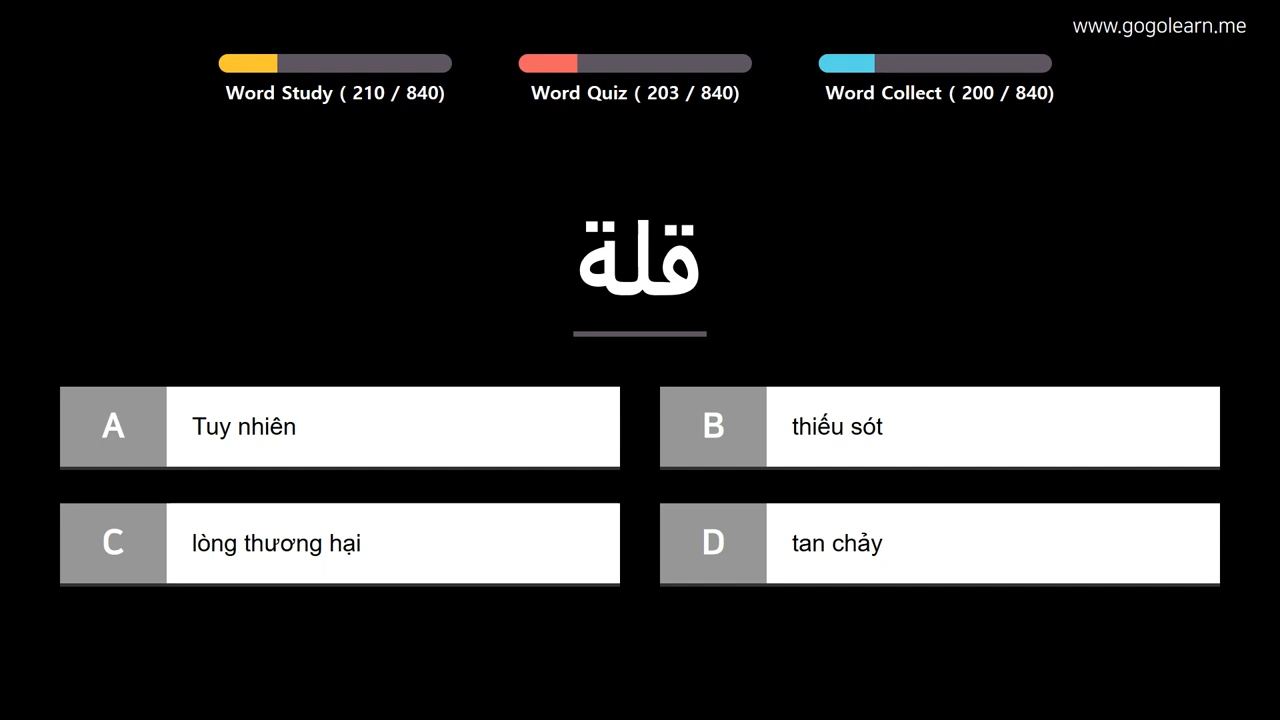 www.gogolearn.me
Word Study ( 210 / 840)
Word Quiz ( 203 / 840)
Word Collect ( 200 / 840)
قلة
A
Tuy nhiên
B
thiếu sót
C
lòng thương hại
D
tan chảy